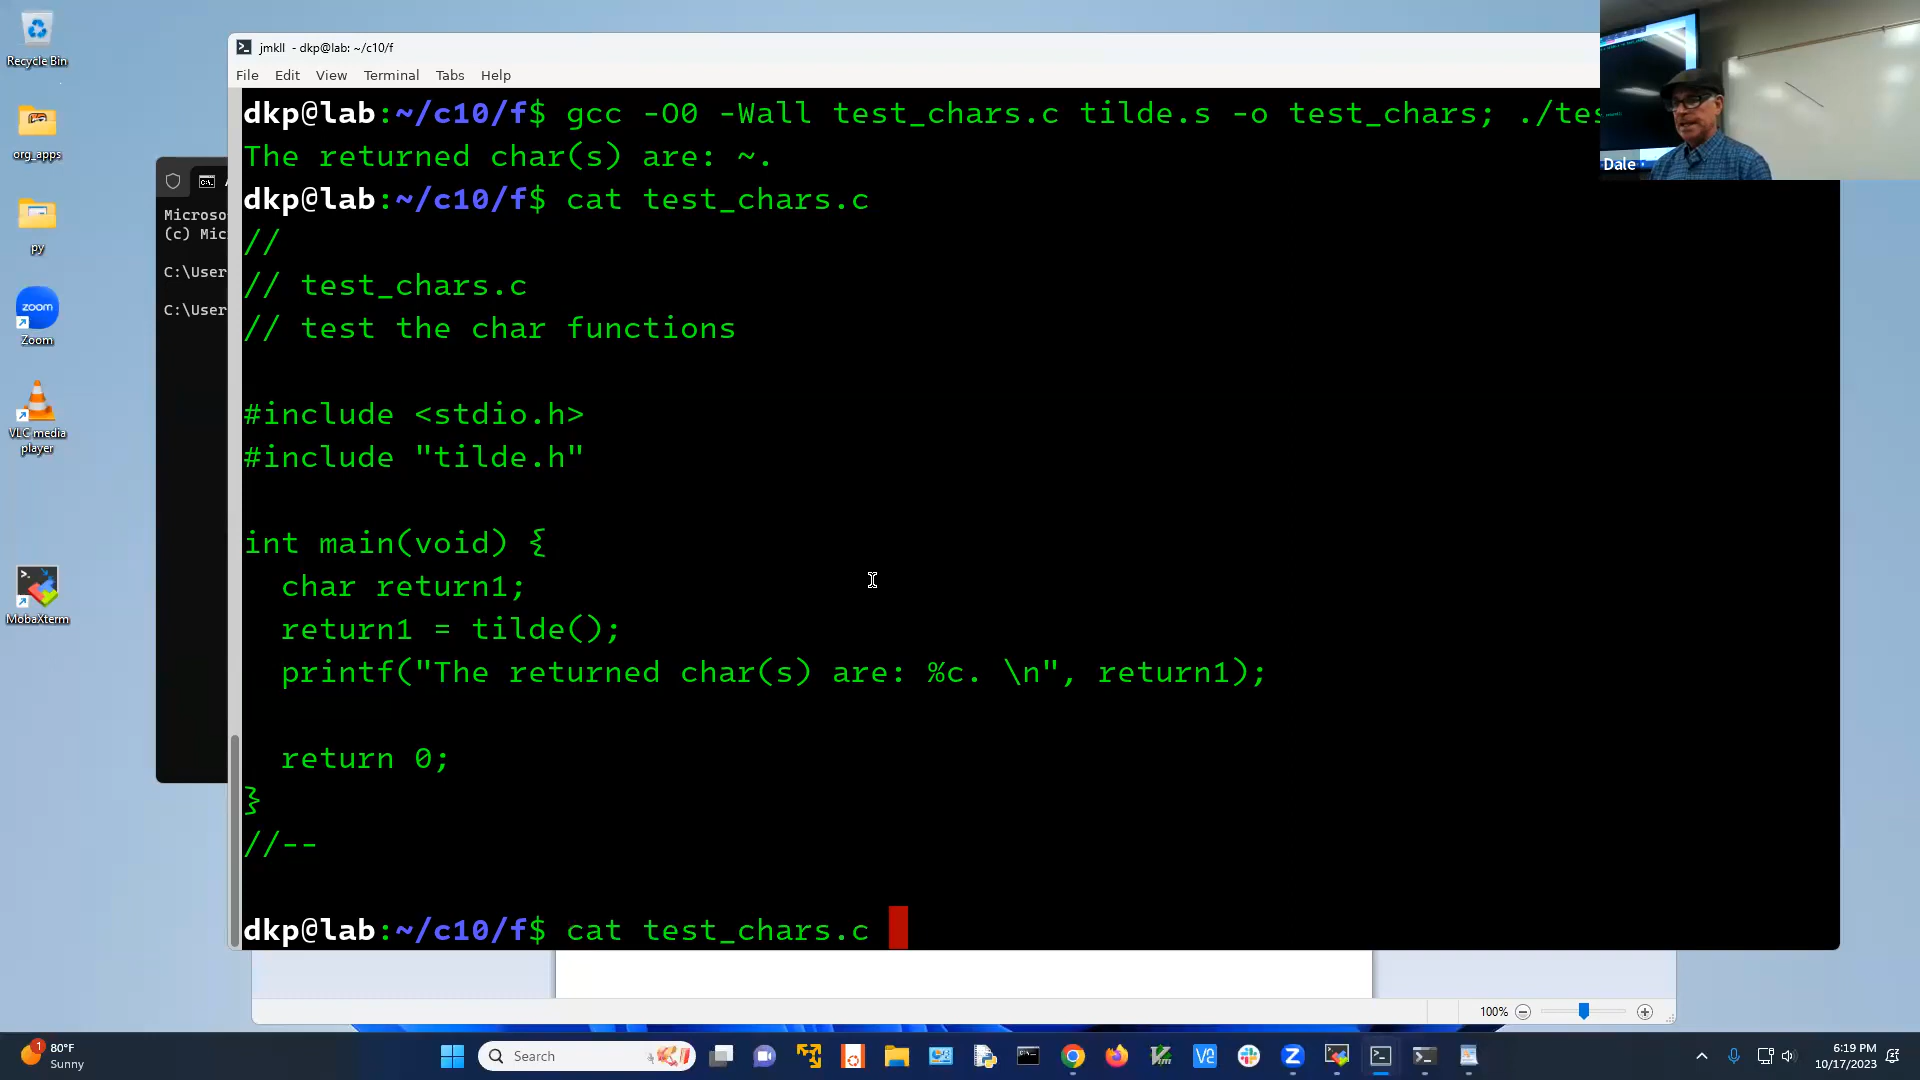 Recycle Bin
org_apps
py
zoom
Zoom
VLC media
player
MobaXterm
Microso
(c) Mic
C:\User
C:\User
jmkll - dkp@lab: ~/c10/f
File Edit View Terminal Tabs Help
dkp@lab:~/c10/f$ gcc -O0 -Wall test_chars.c tilde.s -o test_chars; ./tes
The returned char(s) are: ~.
dkp@lab:~/c10/f$ cat test_chars.c
//
// test_chars.c
// test the char functions
#include <stdio.h>
#include "tilde.h"
int main(void) {
char return1;
return1 = tilde();
printf("The returned char(s) are: %c. \n", return1);
return 0;
}
//--
dkp@lab:~/c10/f$ cat test_chars.c
Dale
100%
1
80°F
Sunny
Search
6:19 PM
10/17/2023